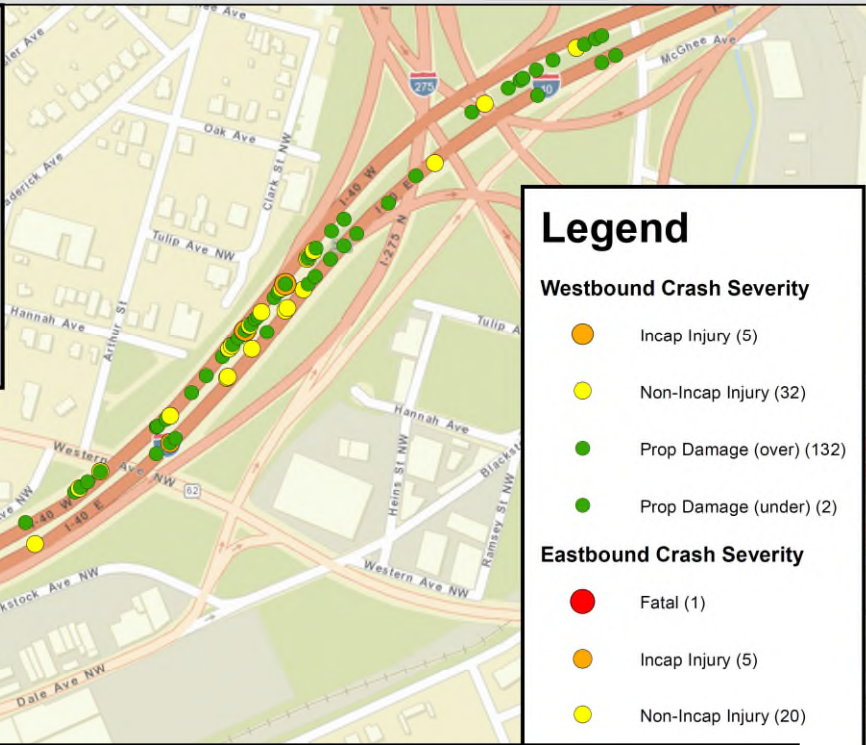 McGhee Ave
275
40
Oak Ave
Clark St NW
I-40 W
I-275 N
Tulip Ave NW
Hannah Ave
Arthur St
Hannah Ave
Heins St NW
Ramsey St NW
Western Ave NW
62
I-40 W
I-40 E
Western Ave NW
Dale Ave NW
Legend
Westbound Crash Severity
Incap Injury (5)
Non-Incap Injury (32)
Prop Damage (over) (132)
Prop Damage (under) (2)
Eastbound Crash Severity
Fatal (1)
Incap Injury (5)
Non-Incap Injury (20)